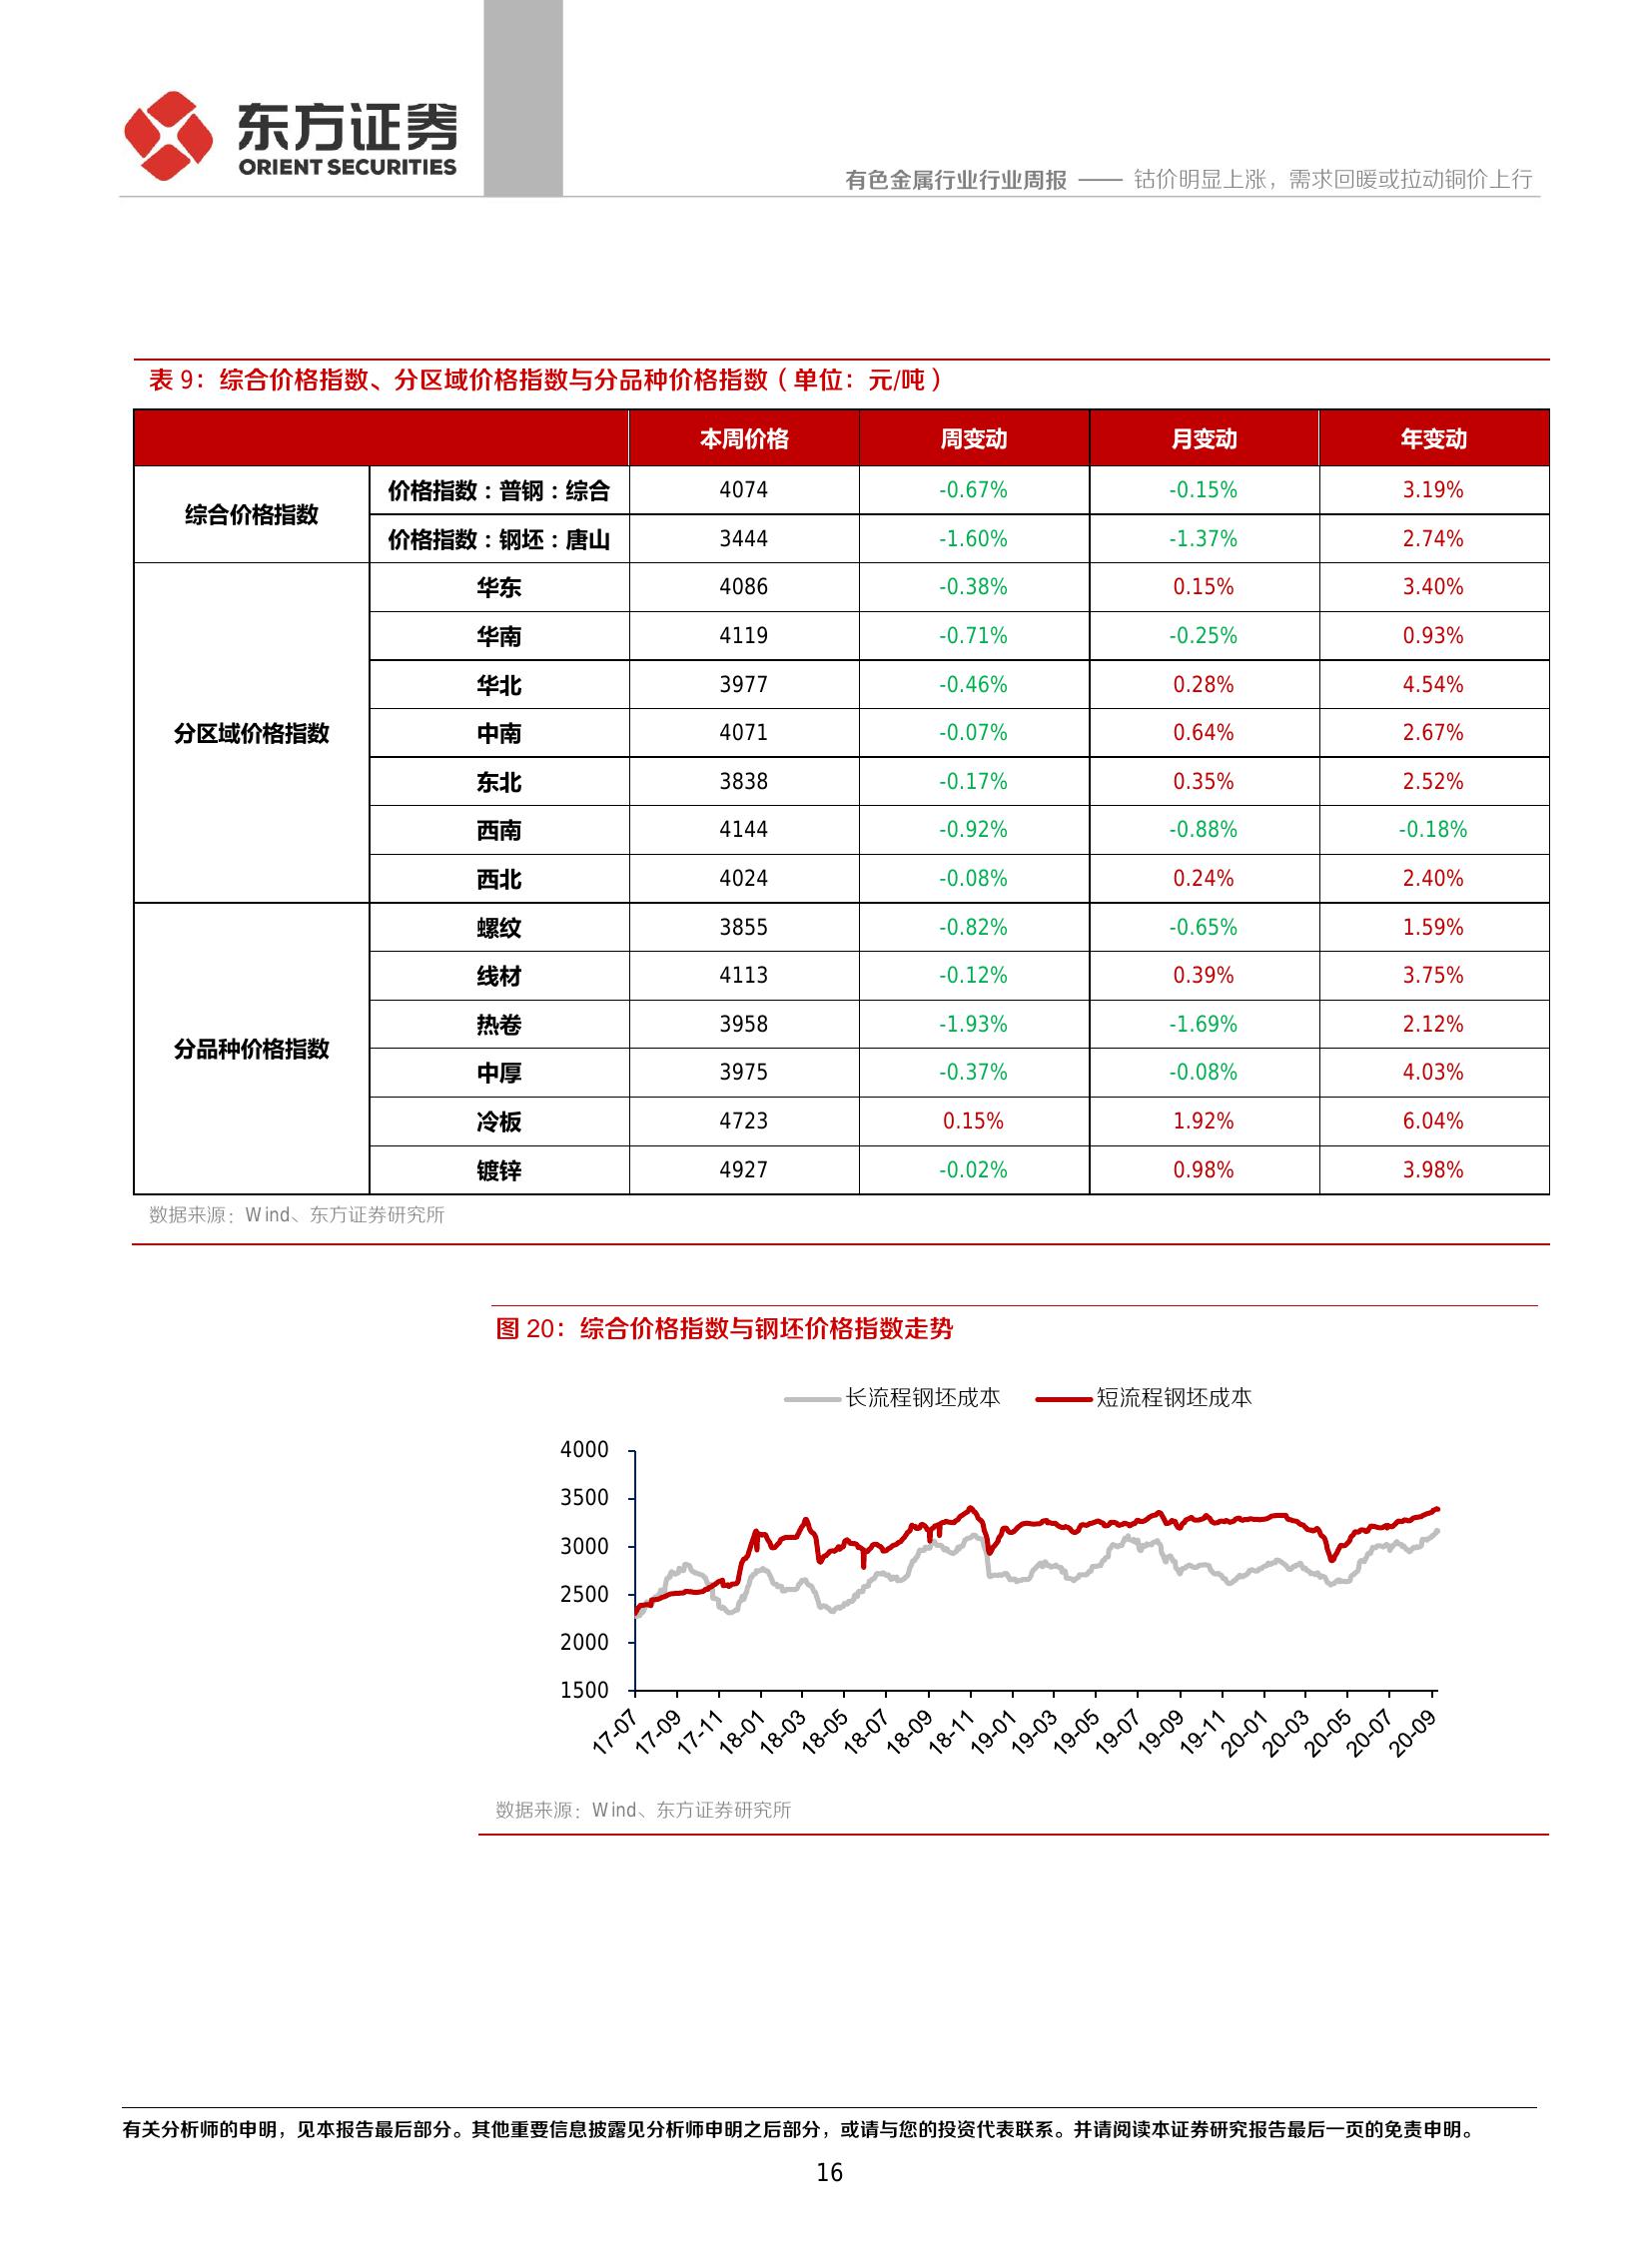 东方证券
ORIENT SECURITIES
有色金属行业行业周报 —— 钴价明显上涨，需求回暖或拉动铜价上行
表 9：综合价格指数、分区域价格指数与分品种价格指数（单位：元/吨）
本周价格 周变动 月变动 年变动
综合价格指数
价格指数：普钢：综合 4074 -0.67% -0.15% 3.19%
价格指数：钢坯：唐山 3444 -1.60% -1.37% 2.74%
分区域价格指数
华东 4086 -0.38% 0.15% 3.40%
华南 4119 -0.71% -0.25% 0.93%
华北 3977 -0.46% 0.28% 4.54%
中南 4071 -0.07% 0.64% 2.67%
东北 3838 -0.17% 0.35% 2.52%
西南 4144 -0.92% -0.88% -0.18%
西北 4024 -0.08% 0.24% 2.40%
分品种价格指数
螺纹 3855 -0.82% -0.65% 1.59%
线材 4113 -0.12% 0.39% 3.75%
热卷 3958 -1.93% -1.69% 2.12%
中厚 3975 -0.37% -0.08% 4.03%
冷板 4723 0.15% 1.92% 6.04%
镀锌 4927 -0.02% 0.98% 3.98%
数据来源：Wind、东方证券研究所
图 20：综合价格指数与钢坯价格指数走势
长流程钢坯成本 短流程钢坯成本
4000
3500
3000
2500
2000
1500
17-07 17-09 17-11 18-01 18-03 18-05 18-07 18-09 18-11 19-01 19-03 19-05 19-07 19-09 19-11 20-01 20-03 20-05 20-07 20-09
数据来源：Wind、东方证券研究所
有关分析师的申明，见本报告最后部分。其他重要信息披露见分析师申明之后部分，或请与您的投资代表联系。并请阅读本证券研究报告最后一页的免责申明。
16